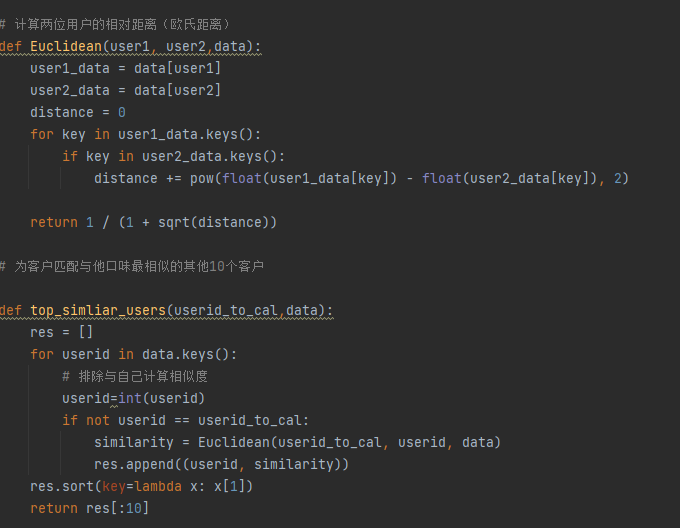 # 计算两位用户的相对距离（欧氏距离）
def Euclidean(user1, user2,data):
    user1_data = data[user1]
    user2_data = data[user2]
    distance = 0
    for key in user1_data.keys():
        if key in user2_data.keys():
            distance += pow(float(user1_data[key]) - float(user2_data[key]), 2)
    return 1 / (1 + sqrt(distance))
# 为客户匹配与他口味最相似的其他10个客户
def top_simliar_users(userid_to_cal,data):
    res = []
    for userid in data.keys():
        # 排除与自己计算相似度
        userid=int(userid)
        if not userid == userid_to_cal:
            similarity = Euclidean(userid_to_cal, userid, data)
            res.append((userid, similarity))
    res.sort(key=lambda x: x[1])
    return res[:10]